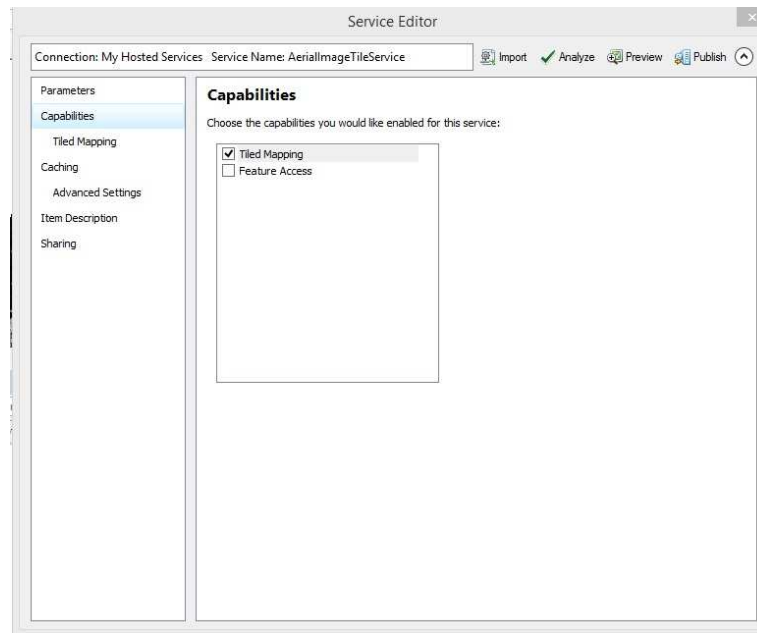 Service Editor
Connection: My Hosted Services Service Name: AerialImageTileService
Import Analyze Preview Publish
Parameters
Capabilities
Tiled Mapping
Caching
Advanced Settings
Item Description
Sharing
Capabilities
Choose the capabilities you would like enabled for this service:
Tiled Mapping
Feature Access